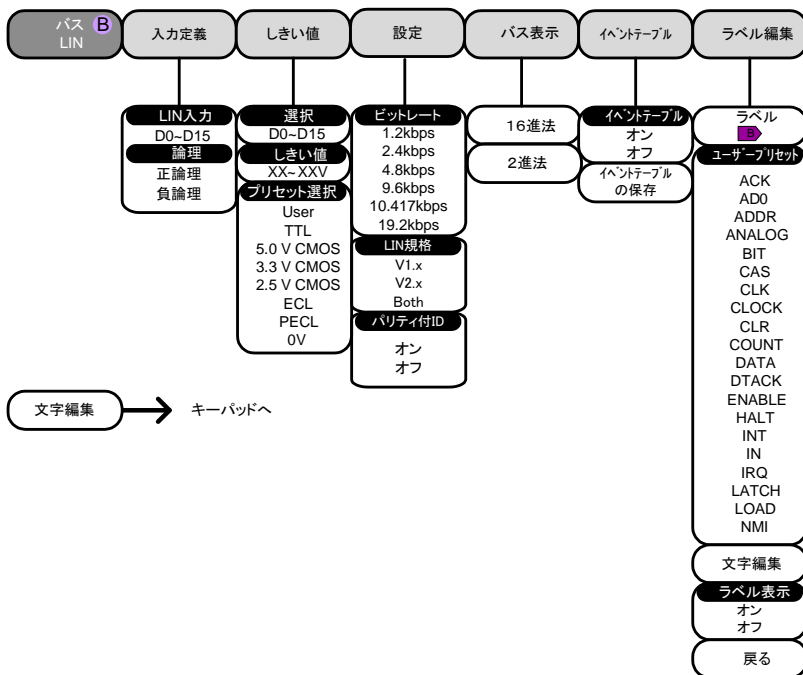 バス B
LIN
入力定義
しきい値
設定
バス表示
イベントテーブル
ラベル編集
LIN入力
D0~D15
論理
正論理
負論理
選択
D0~D15
しきい値
XX~XXV
プリセット選択
User
TTL
5.0 V CMOS
3.3 V CMOS
2.5 V CMOS
ECL
PECL
0V
ビットレート
1.2kbps
2.4kbps
4.8kbps
9.6kbps
10.417kbps
19.2kbps
LIN規格
V1.x
V2.x
Both
パリティ付ID
オン
オフ
16進法
2進法
イベントテーブル
オン
オフ
イベントテーブル
の保存
ラベル
B
ユーザープリセット
ACK
AD0
ADDR
ANALOG
BIT
CAS
CLK
CLOCK
CLR
COUNT
DATA
DTACK
ENABLE
HALT
INT
IN
IRQ
LATCH
LOAD
NMI
文字編集
ラベル表示
オン
オフ
戻る
文字編集
キーパッドへ